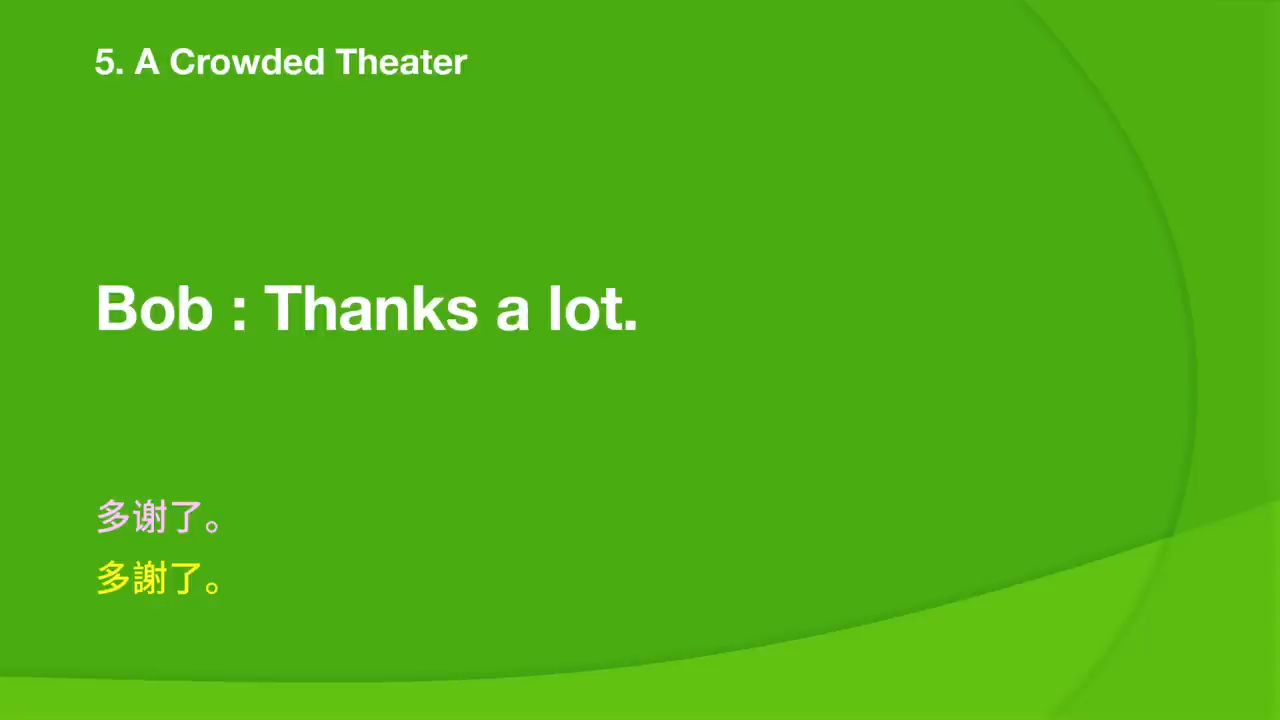 5. A Crowded Theater
Bob : Thanks a lot.
多谢了。
多謝了。